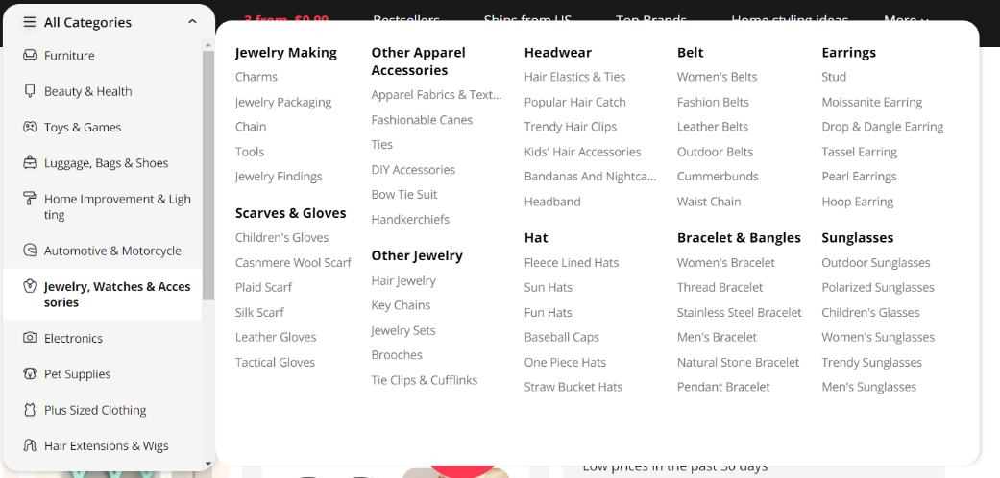 All Categories
3 from $0.99
Bestsellers
Ships from US
Top Brands
Home styling ideas
More
Furniture
Beauty & Health
Toys & Games
Luggage, Bags & Shoes
Home Improvement & Ligh
ting
Automotive & Motorcycle
Jewelry, Watches & Acces
sories
Electronics
Pet Supplies
Plus Sized Clothing
Hair Extensions & Wigs
Jewelry Making
Charms
Jewelry Packaging
Chain
Tools
Jewelry Findings
Scarves & Gloves
Children's Gloves
Cashmere Wool Scarf
Plaid Scarf
Silk Scarf
Leather Gloves
Tactical Gloves
Other Apparel
Accessories
Apparel Fabrics & Text...
Fashionable Canes
Ties
DIY Accessories
Bow Tie Suit
Handkerchiefs
Other Jewelry
Hair Jewelry
Key Chains
Jewelry Sets
Brooches
Tie Clips & Cufflinks
Headwear
Hair Elastics & Ties
Popular Hair Catch
Trendy Hair Clips
Kids' Hair Accessories
Bandanas And Nightca...
Headband
Hat
Fleece Lined Hats
Sun Hats
Fun Hats
Baseball Caps
One Piece Hats
Straw Bucket Hats
Belt
Women's Belts
Fashion Belts
Leather Belts
Outdoor Belts
Cummerbunds
Waist Chain
Bracelet & Bangles
Women's Bracelet
Thread Bracelet
Stainless Steel Bracelet
Men's Bracelet
Natural Stone Bracelet
Pendant Bracelet
Earrings
Stud
Moissanite Earring
Drop & Dangle Earring
Tassel Earring
Pearl Earrings
Hoop Earring
Sunglasses
Outdoor Sunglasses
Polarized Sunglasses
Children's Glasses
Women's Sunglasses
Trendy Sunglasses
Men's Sunglasses
Low prices in the past 30 days